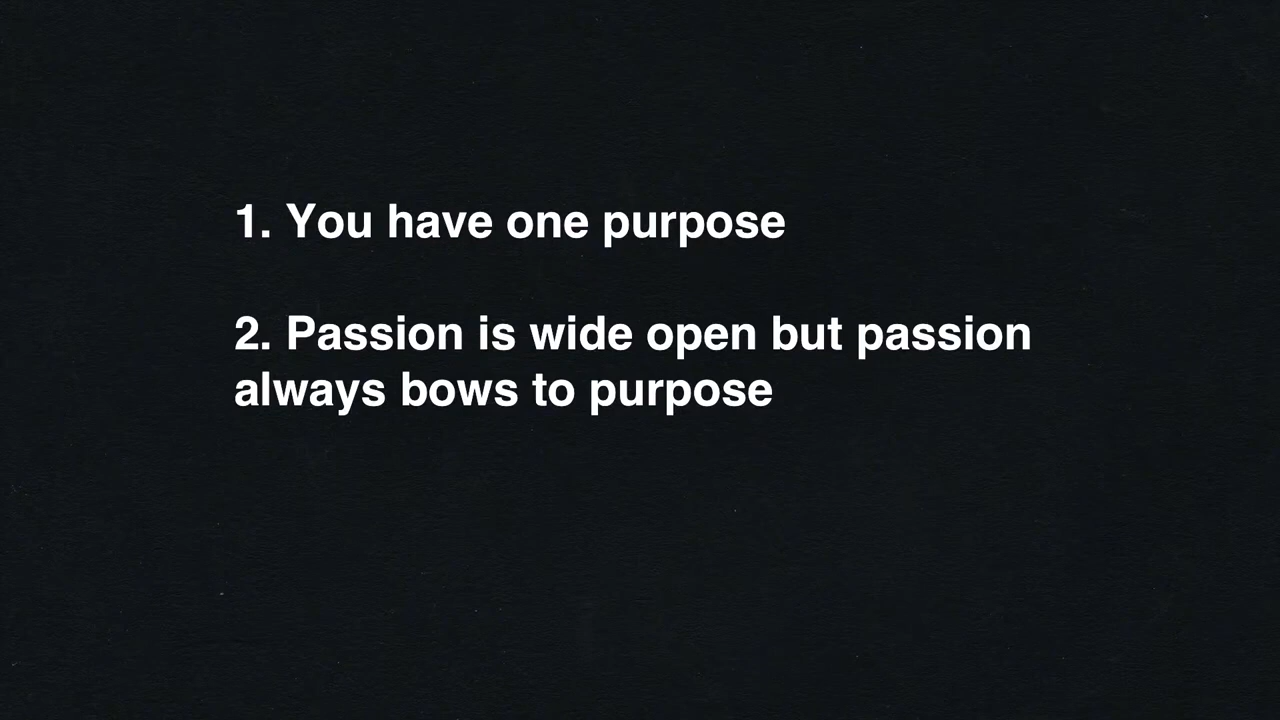 1. You have one purpose
2. Passion is wide open but passion
always bows to purpose